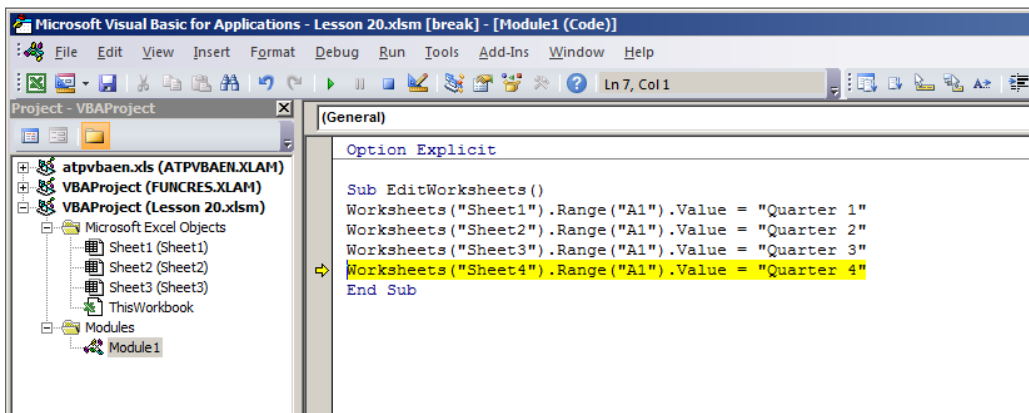 Microsoft Visual Basic for Applications - Lesson 20.xlsm [break] - [Module1 (Code)]
File Edit View Insert Format Debug Run Tools Add-Ins Window Help
Ln 7, Col 1
Project - VBAProject
(General)
atpvbaen.xls (ATPVBAEN.XLAM)
VBAProject (FUNCRES.XLAM)
VBAProject (Lesson 20.xlsm)
Microsoft Excel Objects
Sheet1 (Sheet1)
Sheet2 (Sheet2)
Sheet3 (Sheet3)
ThisWorkbook
Modules
Module1
Option Explicit
Sub EditWorksheets()
Worksheets("Sheet1").Range("A1").Value = "Quarter 1"
Worksheets("Sheet2").Range("A1").Value = "Quarter 2"
Worksheets("Sheet3").Range("A1").Value = "Quarter 3"
Worksheets("Sheet4").Range("A1").Value = "Quarter 4"
End Sub